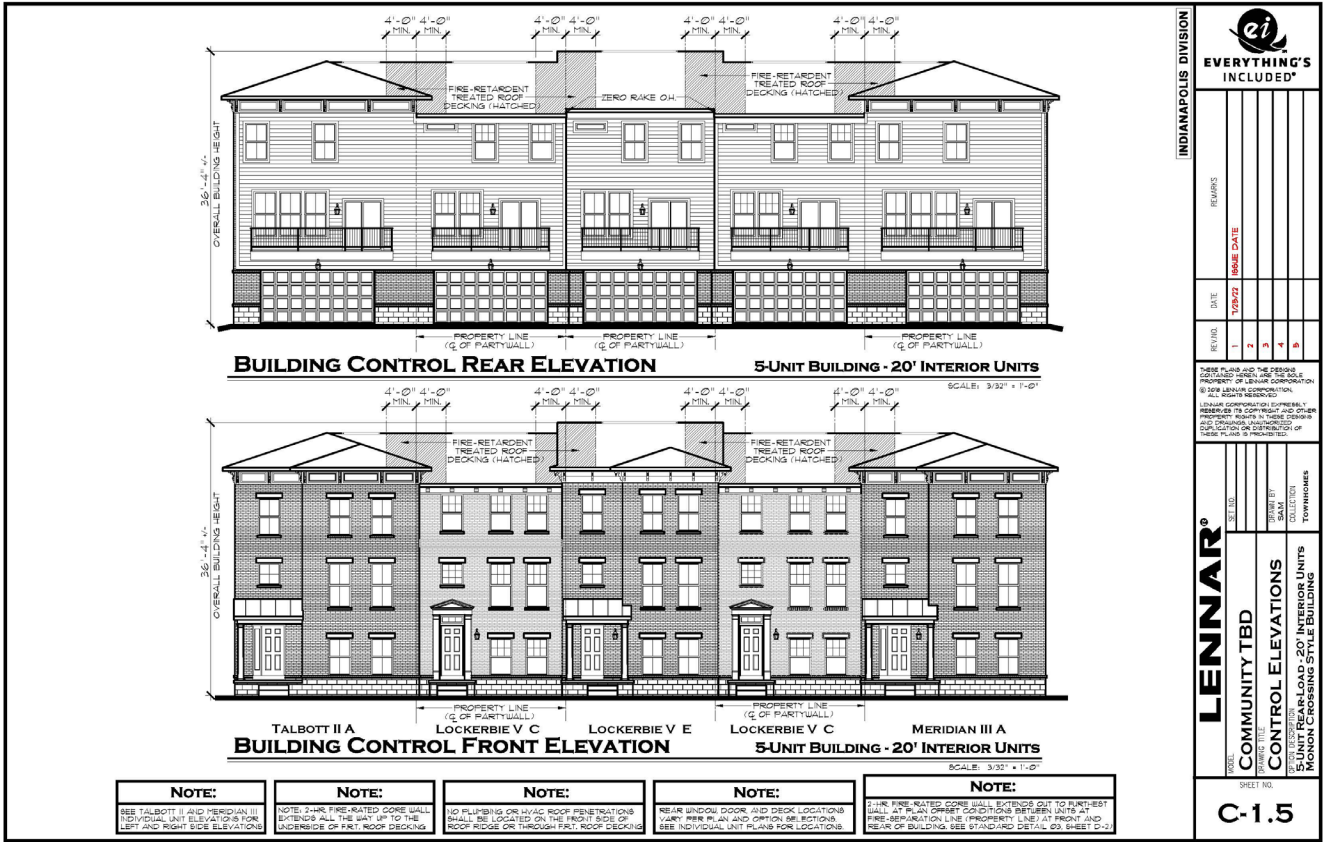 4'-0" 4'-0" 4'-0" 4'-0" 4'-0" 4'-0" 4'-0" 4'-0"
MIN. MIN. MIN. MIN. MIN. MIN. MIN. MIN.
FIRE-RETARDENT
TREATED ROOF
DECKING (HATCHED)
ZERO RAKE O.H.
FIRE-RETARDENT
TREATED ROOF
DECKING (HATCHED)
36'-4" +/-
OVERALL BUILDING HEIGHT
PROPERTY LINE
(℄ OF PARTYWALL)
PROPERTY LINE
(℄ OF PARTYWALL)
PROPERTY LINE
(℄ OF PARTYWALL)
BUILDING CONTROL REAR ELEVATION
5-UNIT BUILDING - 20' INTERIOR UNITS
SCALE: 3/32" = 1'-0"
4'-0" 4'-0" 4'-0" 4'-0" 4'-0" 4'-0" 4'-0" 4'-0"
MIN. MIN. MIN. MIN. MIN. MIN. MIN. MIN.
FIRE-RETARDENT
TREATED ROOF
DECKING (HATCHED)
FIRE-RETARDENT
TREATED ROOF
DECKING (HATCHED)
36'-4" +/-
OVERALL BUILDING HEIGHT
PROPERTY LINE
(℄ OF PARTYWALL)
PROPERTY LINE
(℄ OF PARTYWALL)
TALBOTT II A LOCKERBIE V C LOCKERBIE V E LOCKERBIE V C MERIDIAN III A
BUILDING CONTROL FRONT ELEVATION
5-UNIT BUILDING - 20' INTERIOR UNITS
SCALE: 3/32" = 1'-0"
NOTE:
SEE TALBOTT II AND MERIDIAN III
INDIVIDUAL UNIT ELEVATIONS FOR
LEFT AND RIGHT SIDE ELEVATIONS
NOTE:
NOTE: 2-HR. FIRE-RATED CORE WALL
EXTENDS ALL THE WAY UP TO THE
UNDERSIDE OF F.R.T. ROOF DECKING
NOTE:
NO PLUMBING OR HVAC ROOF PENETRATIONS
SHALL BE LOCATED ON THE FRONT SIDE OF
ROOF RIDGE OR THROUGH F.R.T. ROOF DECKING
NOTE:
REAR WINDOW, DOOR, AND DECK LOCATIONS
VARY PER PLAN AND OPTION SELECTIONS.
SEE INDIVIDUAL UNIT PLANS FOR LOCATIONS.
NOTE:
2-HR. FIRE-RATED CORE WALL EXTENDS OUT TO FURTHEST
WALL AT PLAN OFFSET CONDITIONS BETWEEN UNITS AT
FIRE-SEPARATION LINE (PROPERTY LINE) AT FRONT AND
REAR OF BUILDING. SEE STANDARD DETAIL 03, SHEET D-2.1
INDIANAPOLIS DIVISION
ei
EVERYTHING'S
INCLUDED®
REV.NO. DATE REMARKS
1 7/29/22 ISSUE DATE
2
3
4
5
THESE PLANS AND THE DESIGNS
CONTAINED HEREIN ARE THE SOLE
PROPERTY OF LENNAR CORPORATION
© 2018 LENNAR CORPORATION,
ALL RIGHTS RESERVED
LENNAR CORPORATION EXPRESSLY
RESERVES ITS COPYRIGHT AND OTHER
PROPERTY RIGHTS IN THESE DESIGNS
AND DRAWINGS. UNAUTHORIZED
DUPLICATION OR DISTRIBUTION OF
THESE PLANS IS PROHIBITED.
LENNAR®
SET NO.
DRAWN BY
SAM
COLLECTION
TOWNHOMES
MODEL
COMMUNITY TBD
DRAWING TITLE
CONTROL ELEVATIONS
OPTION DESCRIPTION
5-UNIT REAR-LOAD - 20' INTERIOR UNITS
MONON CROSSING STYLE BUILDING
SHEET NO.
C-1.5